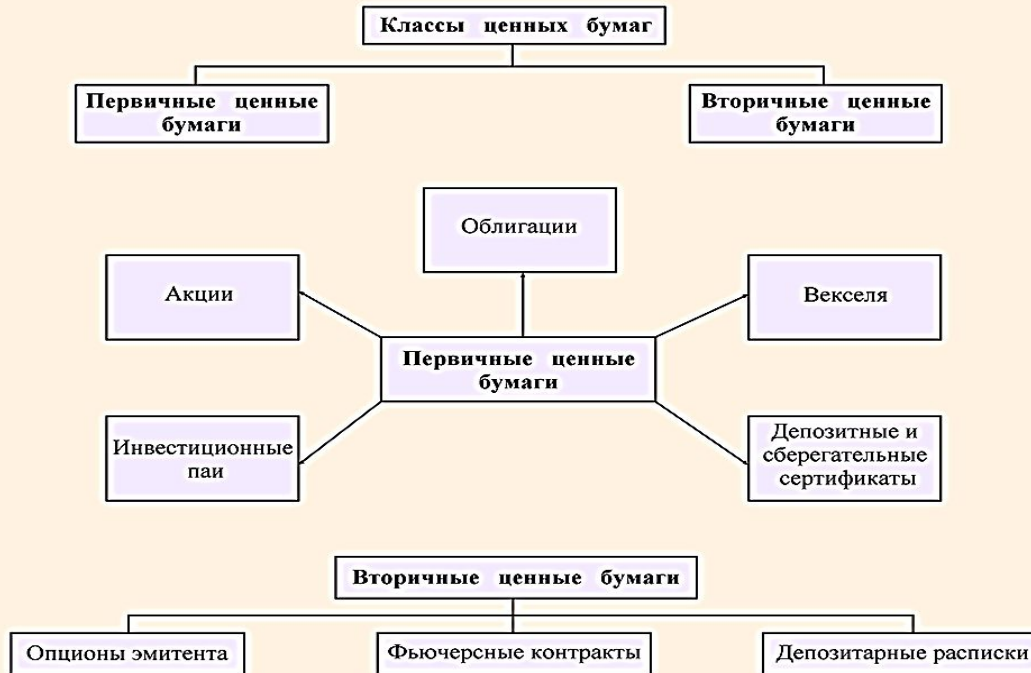 Классы ценных бумаг
Первичные ценные
бумаги
Вторичные ценные
бумаги
Облигации
Акции
Векселя
Первичные ценные
бумаги
Инвестиционные
паи
Депозитные и
сберегательные
сертификаты
Вторичные ценные бумаги
Опционы эмитента
Фьючерсные контракты
Депозитарные расписки